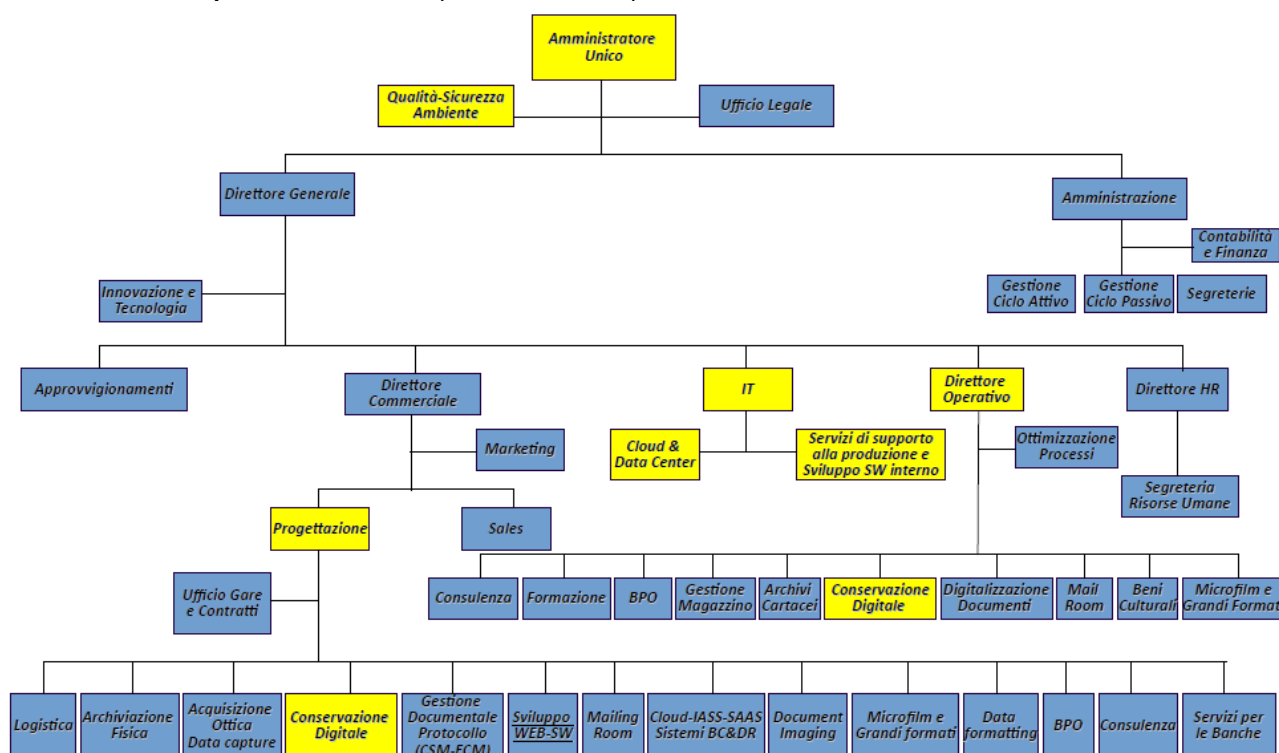 Amministratore
Unico
Qualità-Sicurezza
Ambiente
Ufficio Legale
Direttore Generale
Amministrazione
Contabilità
e Finanza
Innovazione e
Tecnologia
Gestione
Ciclo Attivo
Gestione
Ciclo Passivo
Segreterie
Approvvigionamenti
Direttore
Commerciale
IT
Direttore
Operativo
Direttore HR
Marketing
Cloud &
Data Center
Servizi di supporto
alla produzione e
Sviluppo SW interno
Ottimizzazione
Processi
Segreteria
Risorse Umane
Progettazione
Sales
Ufficio Gare
e Contratti
Consulenza
Formazione
BPO
Gestione
Magazzino
Archivi
Cartacei
Conservazione
Digitale
Digitalizzazione
Documenti
Mail
Room
Beni
Culturali
Microfilm e
Grandi Format
Logistica
Archiviazione
Fisica
Acquisizione
Ottica
Data capture
Conservazione
Digitale
Gestione
Documentale
Protocollo
(CSM-ECM)
Sviluppo
WEB-SW
Mailing
Room
Cloud-IASS-SAAS
Sistemi BC&DR
Document
Imaging
Microfilm e
Grandi formati
Data
formatting
BPO
Consulenza
Servizi per
le Banche